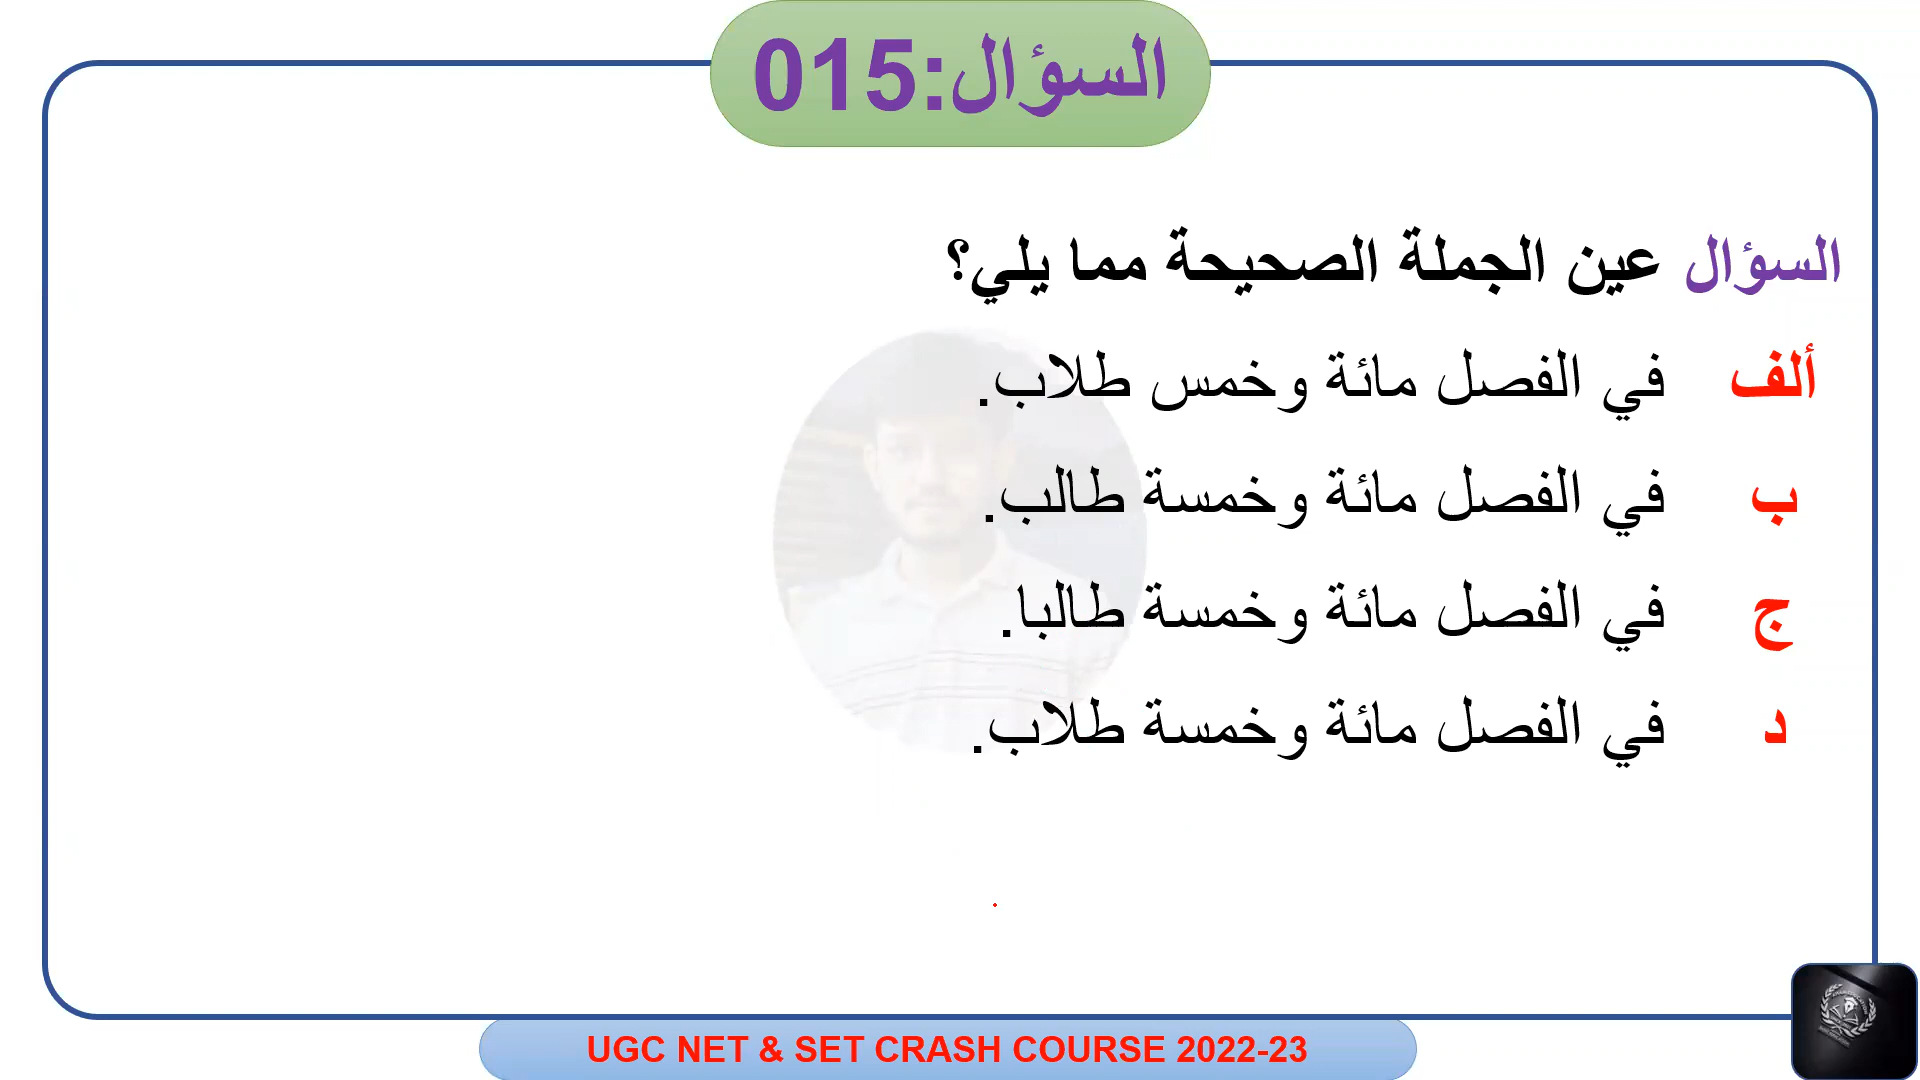 السؤال:015
السؤال عين الجملة الصحيحة مما يلي؟
ألف في الفصل مائة وخمس طلاب.
ب في الفصل مائة وخمسة طالب.
ج في الفصل مائة وخمسة طالبا.
د في الفصل مائة وخمسة طلاب.
UGC NET & SET CRASH COURSE 2022-23